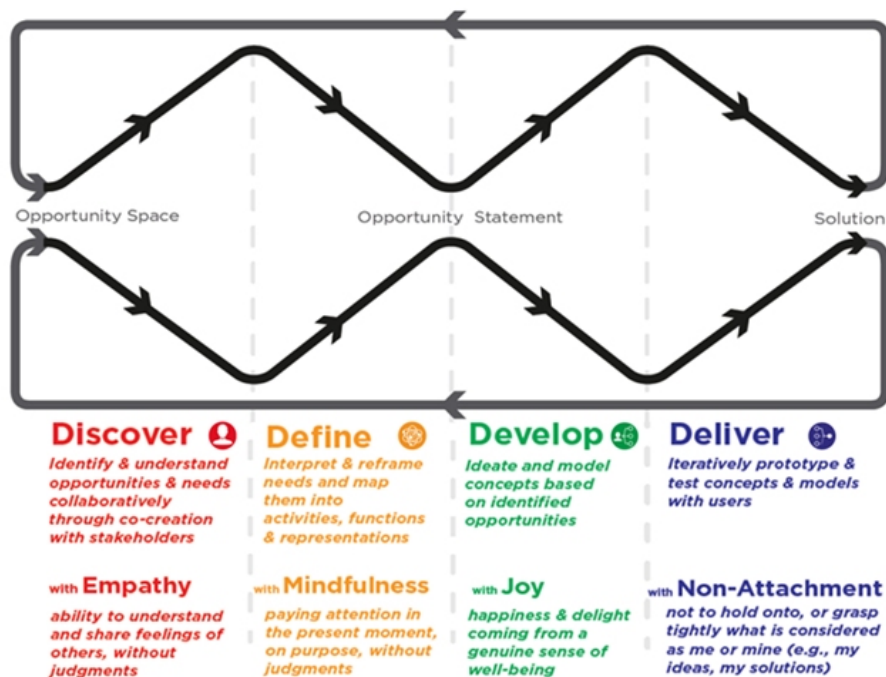 Opportunity Space
Opportunity Statement
Solution
Discover
Identify & understand
opportunities & needs
collaboratively
through co-creation
with stakeholders
with Empathy
ability to understand
and share feelings of
others, without
judgments
Define
Interpret & reframe
needs and map
them into
activities, functions
& representations
with Mindfulness
paying attention in
the present moment,
on purpose, without
judgments
Develop
Ideate and model
concepts based
on identified
opportunities
with Joy
happiness & delight
coming from a
genuine sense of
well-being
Deliver
Iteratively prototype &
test concepts & models
with users
with Non-Attachment
not to hold onto, or grasp
tightly what is considered
as me or mine (e.g., my
ideas, my solutions)